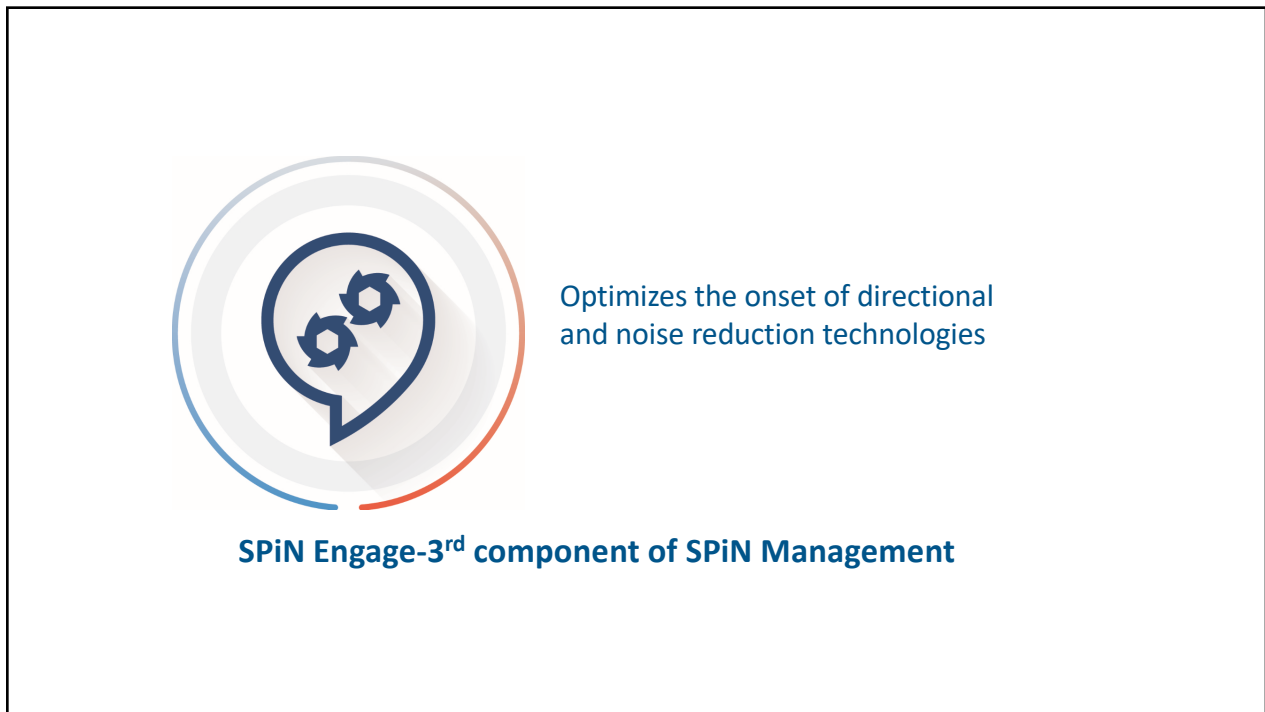 Optimizes the onset of directional
and noise reduction technologies
SPiN Engage-3rd component of SPiN Management